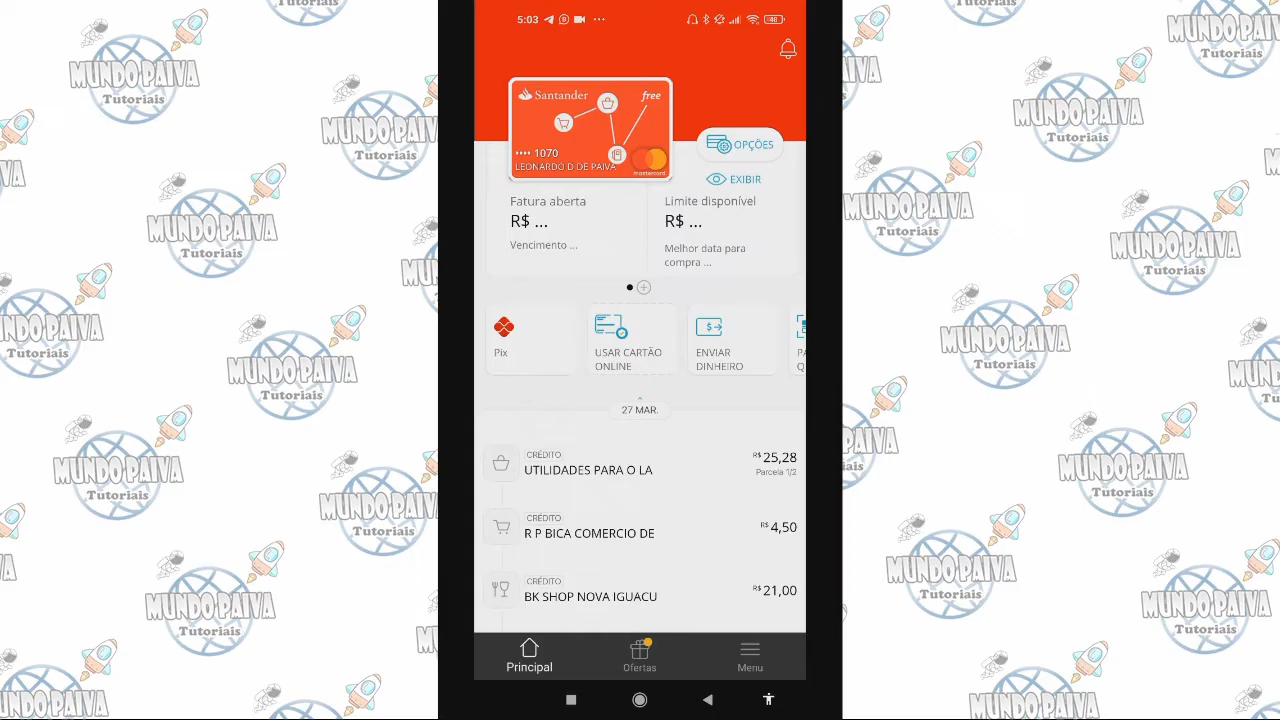 5:03
Santander
free
•••• 1070
LEONARDO D DE PAIVA
mastercard
OPÇÕES
EXIBIR
Fatura aberta
R$ ...
Vencimento ...
Limite disponível
R$ ...
Melhor data para
compra ...
Pix
USAR CARTÃO
ONLINE
ENVIAR
DINHEIRO
PA
Q
27 MAR.
CRÉDITO
UTILIDADES PARA O LA
R$ 25,28
Parcela 1/2
CRÉDITO
R P BICA COMERCIO DE
R$ 4,50
CRÉDITO
BK SHOP NOVA IGUACU
R$ 21,00
Principal
Ofertas
Menu
MUNDO PAIVA
Tutoriais